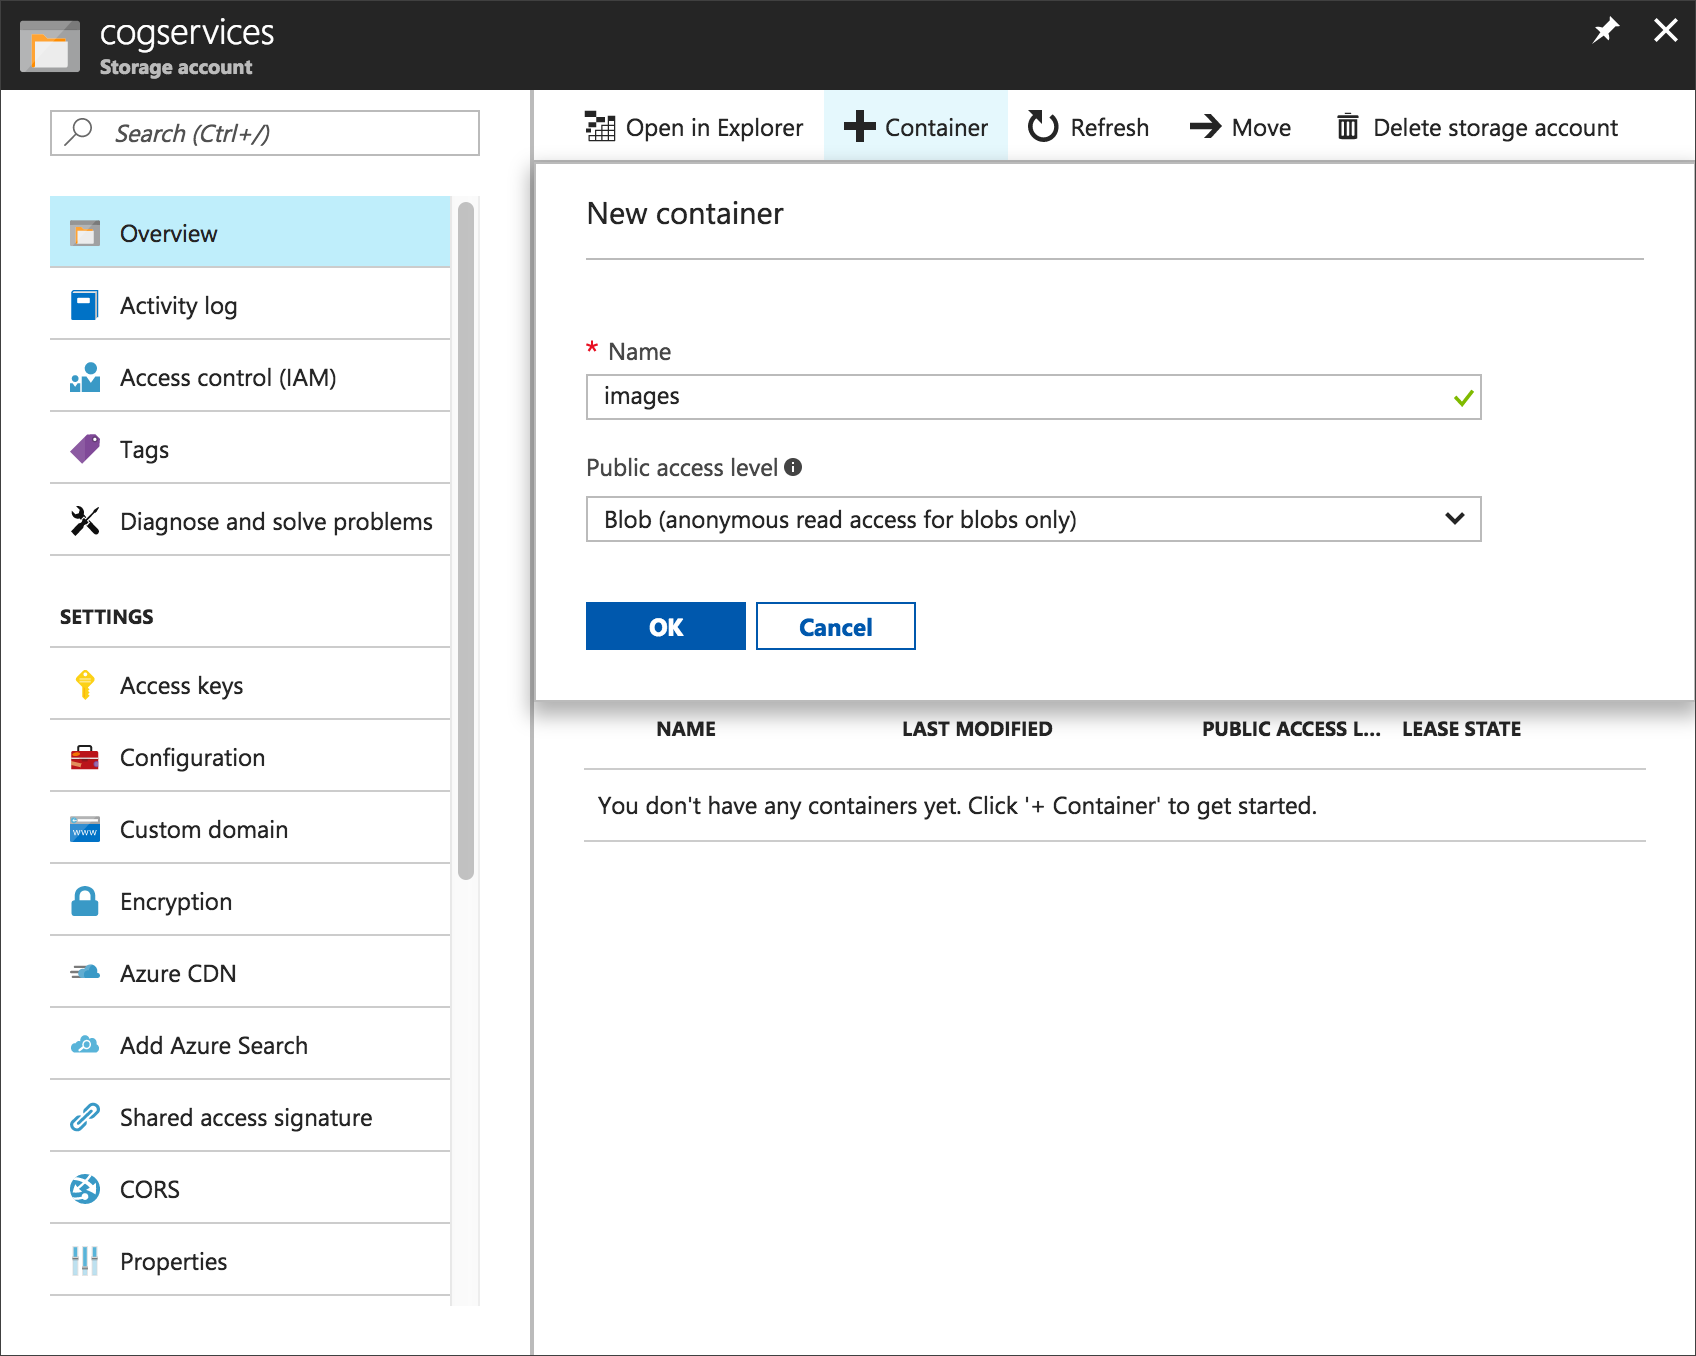 cogservices
Storage account
Search (Ctrl+/)
Overview
Activity log
Access control (IAM)
Tags
Diagnose and solve problems
SETTINGS
Access keys
Configuration
www
Custom domain
Encryption
Azure CDN
Add Azure Search
Shared access signature
CORS
Properties
Open in Explorer
Container
Refresh
Move
Delete storage account
New container
* Name
images
Public access level
Blob (anonymous read access for blobs only)
OK
Cancel
NAME LAST MODIFIED PUBLIC ACCESS L... LEASE STATE
You don't have any containers yet. Click '+ Container' to get started.